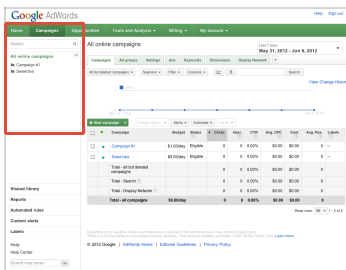 Google AdWords
Help Sign out
Home Campaigns Opportunities Tools and Analysis Billing My account
Search
All online campaigns
Campaign #1
Sweet tea
Shared library
Reports
Automated rules
Custom alerts
Labels
Help
Help Center
Search help center Go
All online campaigns
Last 7 days
May 31, 2012 - Jun 6, 2012
Campaigns Ad groups Settings Ads Keywords Dimensions Display Network
All but deleted campaigns Segment Filter Columns Search
View Change History
Clicks
+ New campaign Alerts Automate Labels
Campaign Budget Status Clicks Impr. CTR Avg. CPC Cost Avg. Pos. Labels
Campaign #1 $1.00/day Eligible 0 0 0.00% $0.00 $0.00 0 --
Sweet tea $5.00/day Eligible 0 0 0.00% $0.00 $0.00 0 --
Total - all but deleted campaigns 0 0 0.00% $0.00 $0.00 0
Total - Search 0 0 0.00% $0.00 $0.00 0
Total - Display Network 0 0 0.00% $0.00 $0.00 0
Total - all campaigns $6.00/day 0 0 0.00% $0.00 $0.00 0
Show rows: 50 1 - 2 of 2
Learn more
© 2012 Google | AdWords Home | Editorial Guidelines | Privacy Policy